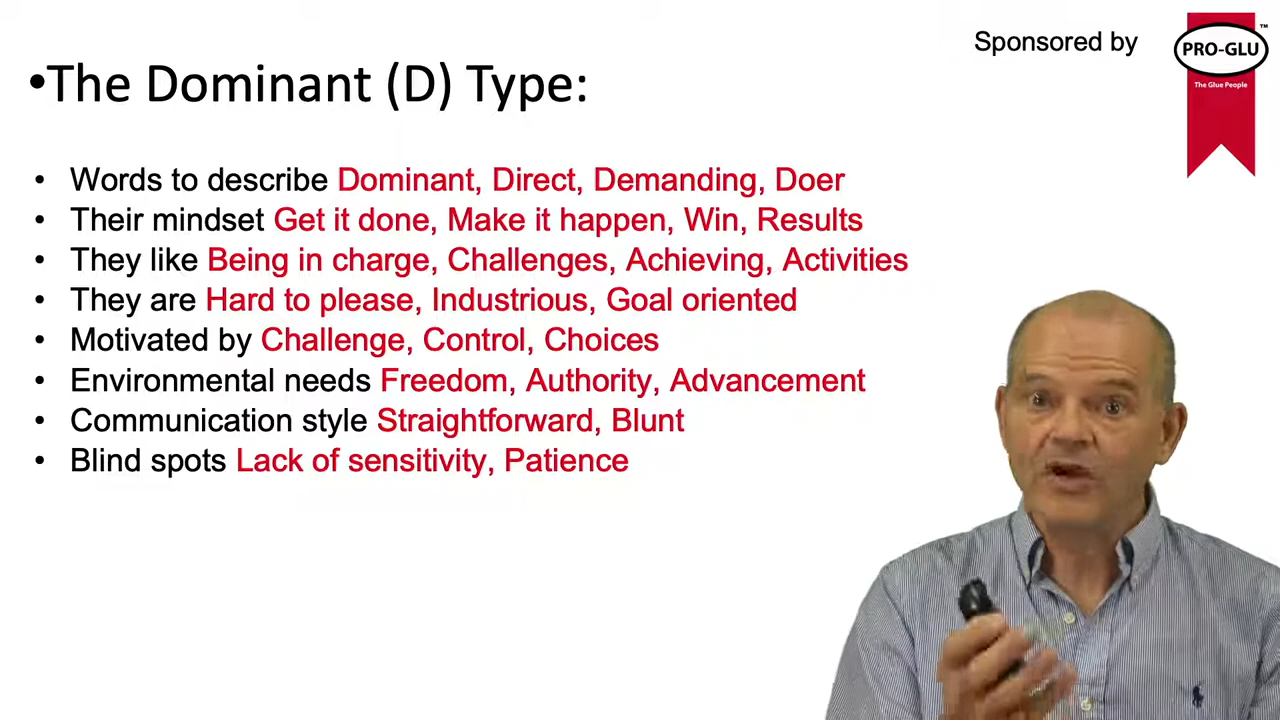 Sponsored by
PRO-GLU™
The Glue People
•The Dominant (D) Type:
• Words to describe Dominant, Direct, Demanding, Doer
• Their mindset Get it done, Make it happen, Win, Results
• They like Being in charge, Challenges, Achieving, Activities
• They are Hard to please, Industrious, Goal oriented
• Motivated by Challenge, Control, Choices
• Environmental needs Freedom, Authority, Advancement
• Communication style Straightforward, Blunt
• Blind spots Lack of sensitivity, Patience